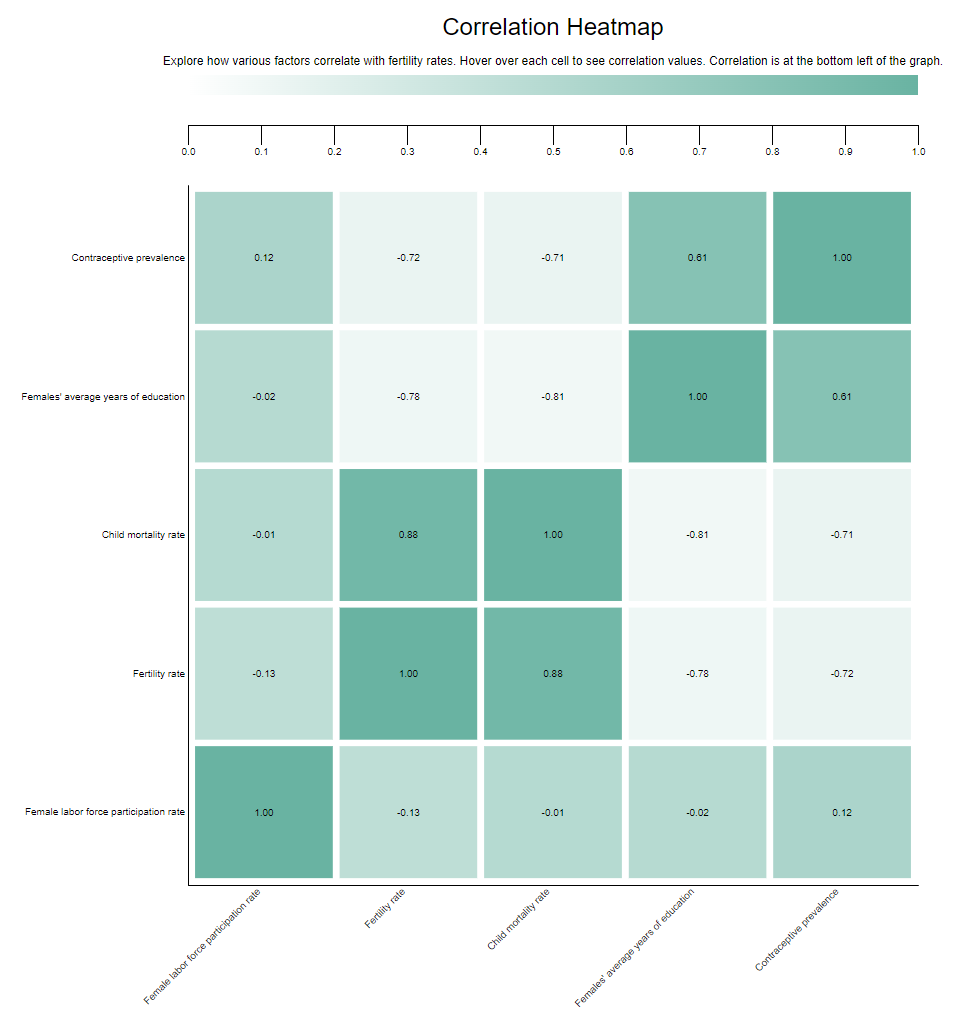 Correlation Heatmap
Explore how various factors correlate with fertility rates. Hover over each cell to see correlation values. Correlation is at the bottom left of the graph.
0.0 0.1 0.2 0.3 0.4 0.5 0.6 0.7 0.8 0.9 1.0
Contraceptive prevalence 0.12 -0.72 -0.71 0.61 1.00
Females' average years of education -0.02 -0.78 -0.81 1.00 0.61
Child mortality rate -0.01 0.88 1.00 -0.81 -0.71
Fertility rate -0.13 1.00 0.88 -0.78 -0.72
Female labor force participation rate 1.00 -0.13 -0.01 -0.02 0.12
Female labor force participation rate
Fertility rate
Child mortality rate
Females' average years of education
Contraceptive prevalence